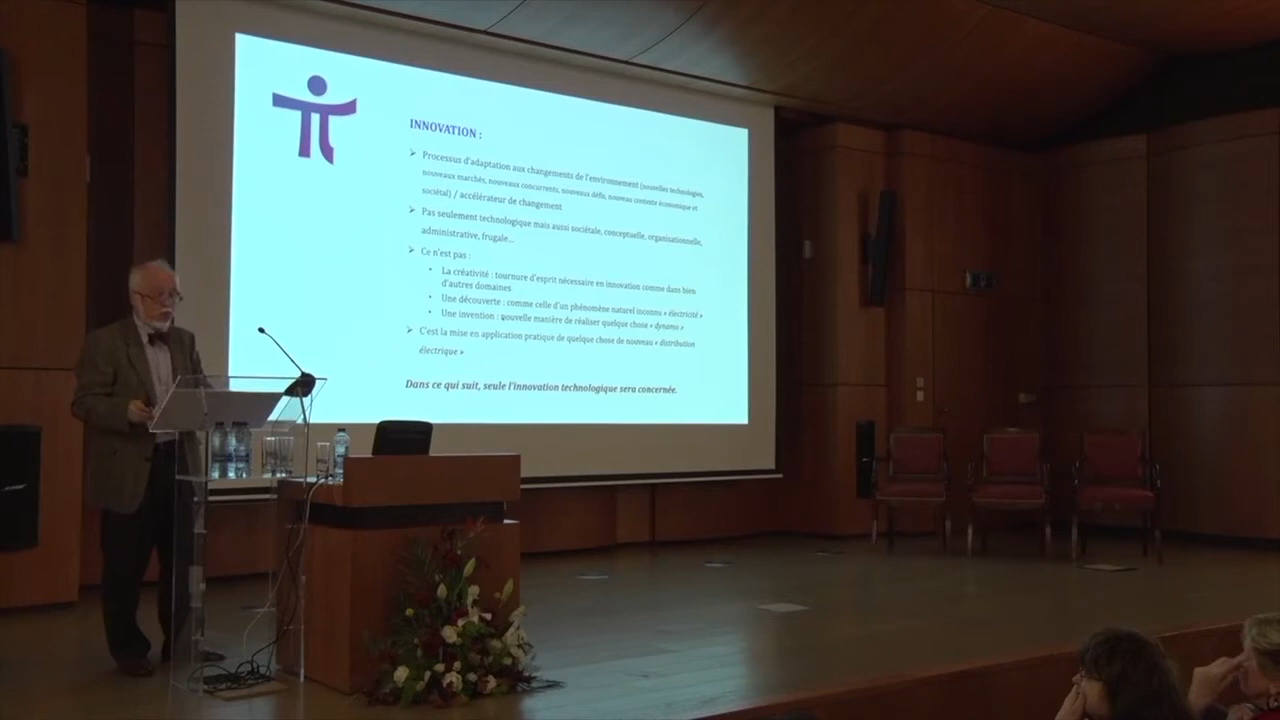 INNOVATION :
➢ Processus d'adaptation aux changements de l'environnement (nouvelles technologies,
nouveaux marchés, nouveaux concurrents, nouveaux défis, nouveau contexte économique et
sociétal) / accélérateur de changement
➢ Pas seulement technologique mais aussi sociétale, conceptuelle, organisationnelle,
administrative, frugale...
➢ Ce n'est pas :
• La créativité : tournure d'esprit nécessaire en innovation comme dans bien
d'autres domaines
• Une découverte : comme celle d'un phénomène naturel inconnu « électricité »
• Une invention : nouvelle manière de réaliser quelque chose « dynamo »
➢ C'est la mise en application pratique de quelque chose de nouveau « distribution
électrique »
Dans ce qui suit, seule l'innovation technologique sera concernée.